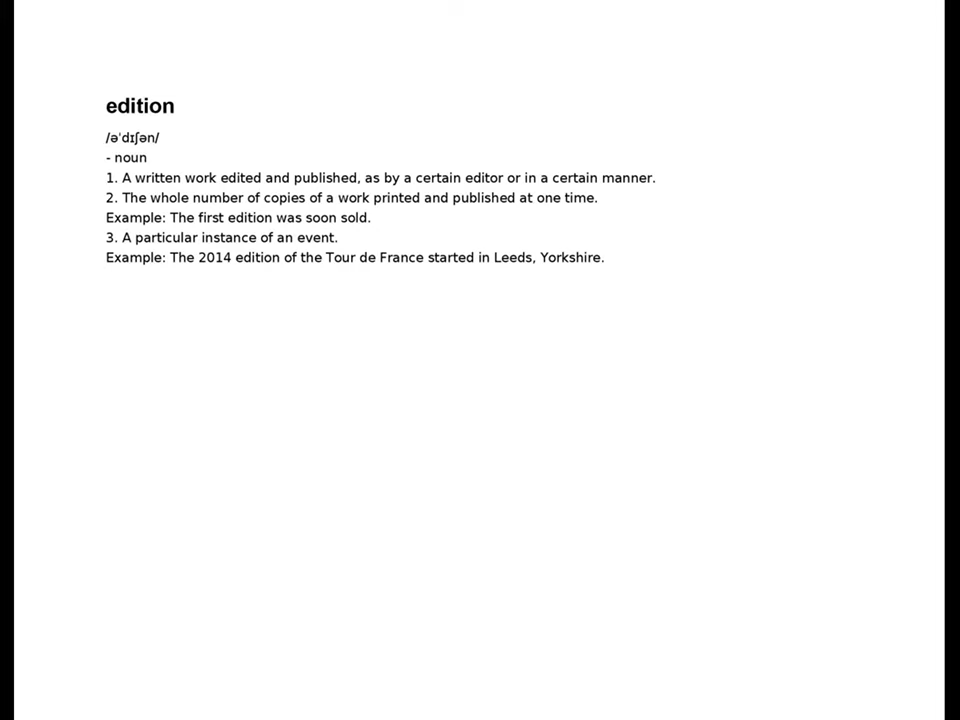 edition
/əˈdɪʃən/
- noun
1. A written work edited and published, as by a certain editor or in a certain manner.
2. The whole number of copies of a work printed and published at one time.
Example: The first edition was soon sold.
3. A particular instance of an event.
Example: The 2014 edition of the Tour de France started in Leeds, Yorkshire.